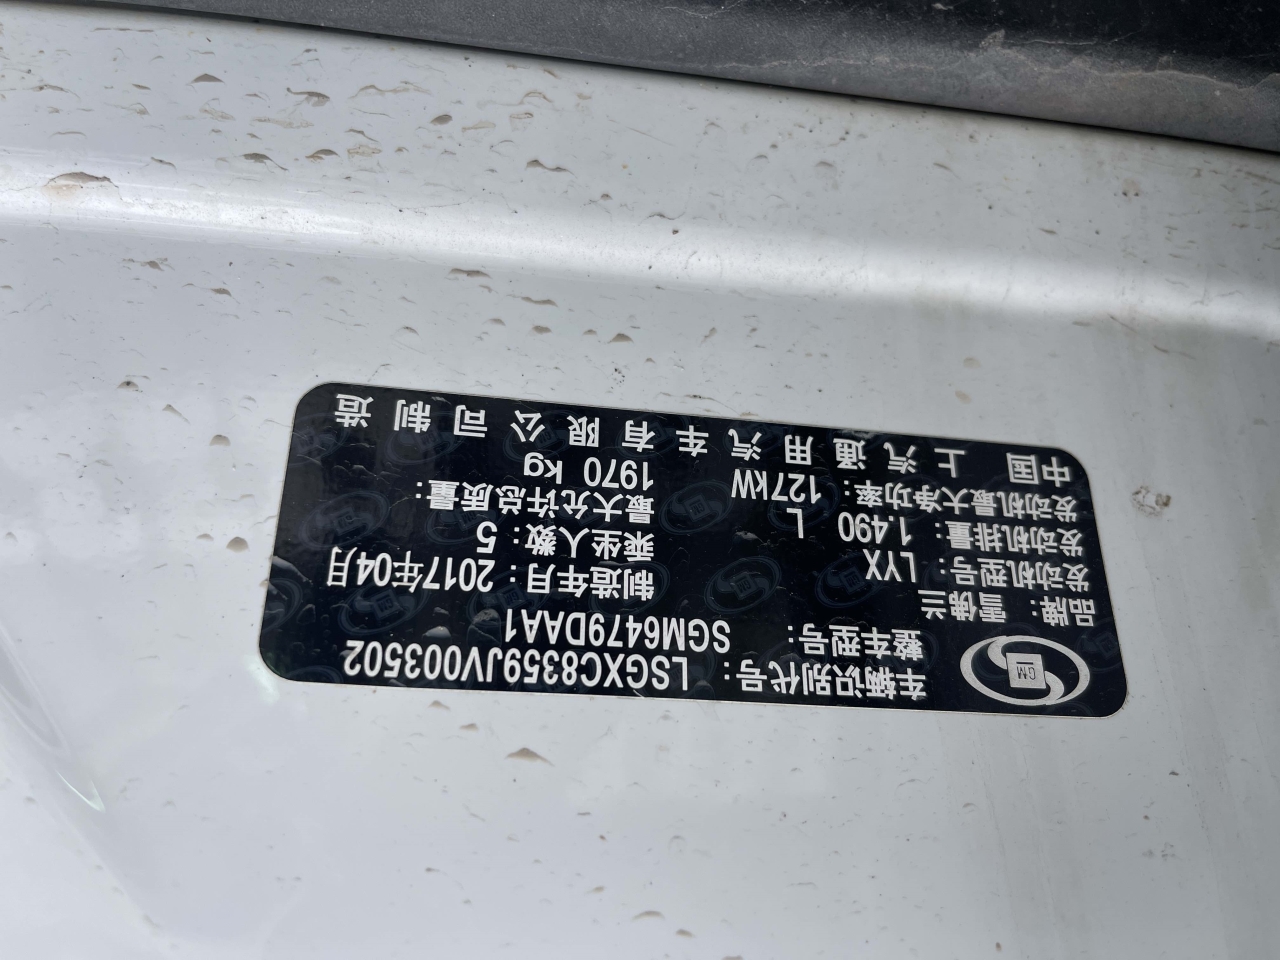 GM
车辆识别代号： LSGXC8359JV003502
整车型号： SGM6479DAA1
品牌： 雪佛兰
制造年月：2017年04月
发动机型号： LYX
乘坐人数：5
发动机排量： 1.490 L
最大允许总质量：
发动机最大净功率： 127kW
1970 kg
中国 上汽通用汽车有限公司制造